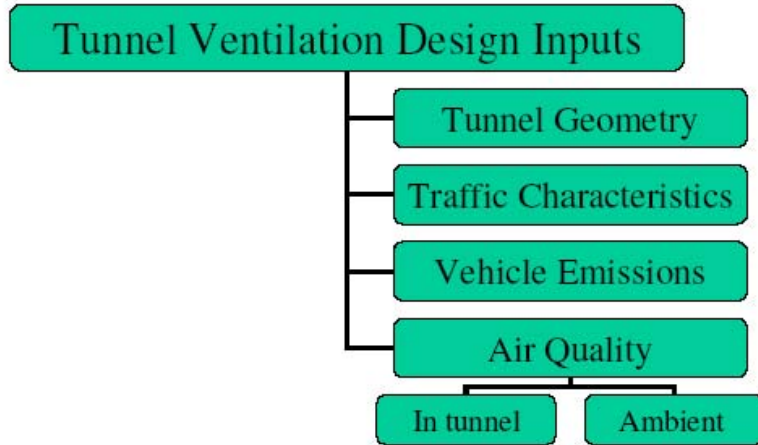 Tunnel Ventilation Design Inputs
Tunnel Geometry
Traffic Characteristics
Vehicle Emissions
Air Quality
In tunnel
Ambient